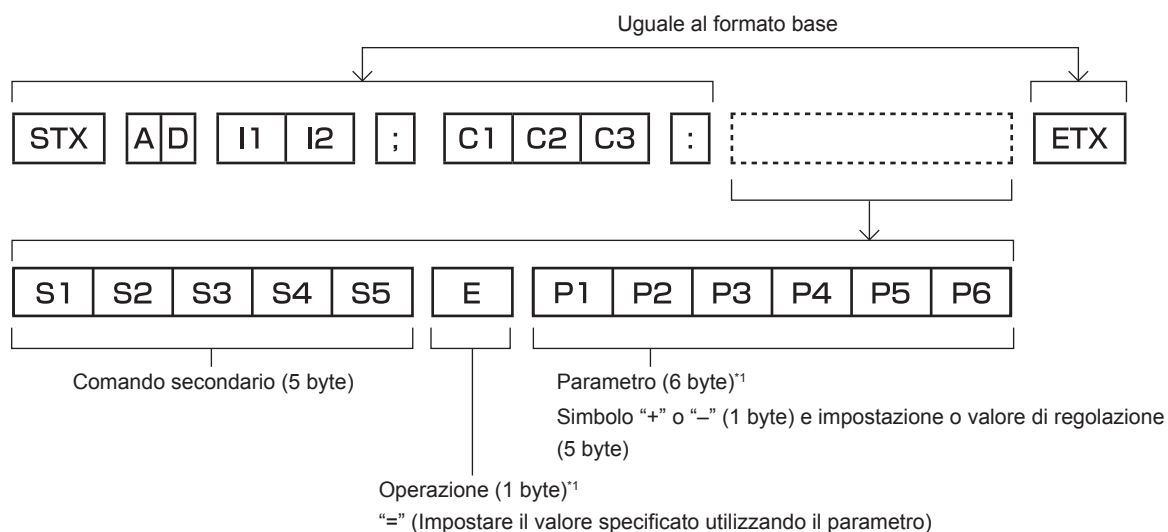 Uguale al formato base
STX A D I1 I2 ; C1 C2 C3 : ETX
S1 S2 S3 S4 S5 E P1 P2 P3 P4 P5 P6
Comando secondario (5 byte)
Parametro (6 byte)*1
Simbolo “+” o “–” (1 byte) e impostazione o valore di regolazione
(5 byte)
Operazione (1 byte)*1
“=” (Impostare il valore specificato utilizzando il parametro)